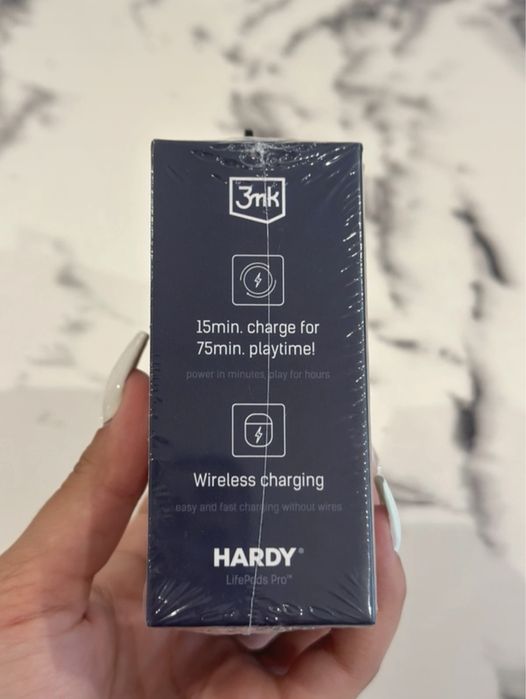 3mk
15min. charge for
75min. playtime!
power in minutes, play for hours
Wireless charging
easy and fast charging without wires
HARDY®
LifePods Pro™